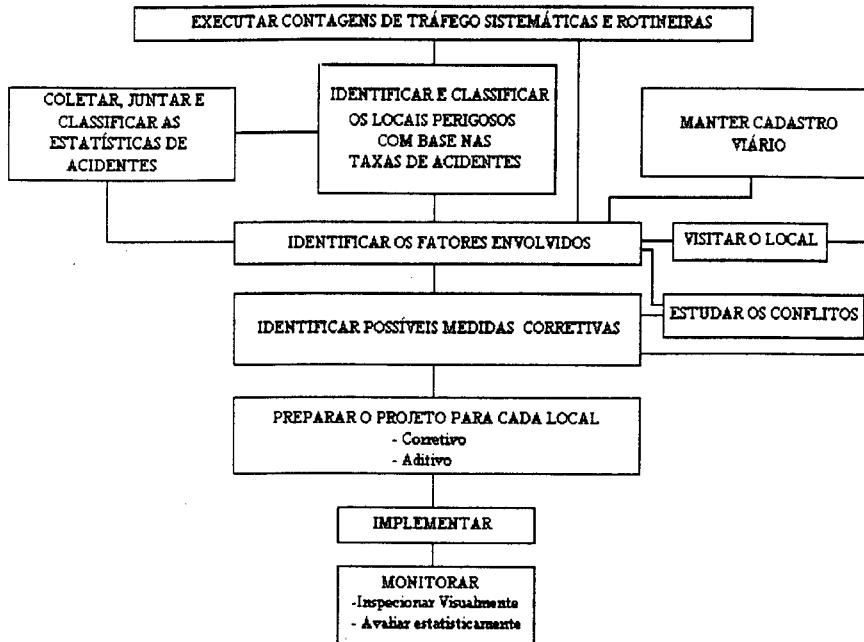 EXECUTAR CONTAGENS DE TRÁFEGO SISTEMÁTICAS E ROTINEIRAS
COLETAR, JUNTAR E
CLASSIFICAR AS
ESTATÍSTICAS DE
ACIDENTES
IDENTIFICAR E CLASSIFICAR
OS LOCAIS PERIGOSOS
COM BASE NAS
TAXAS DE ACIDENTES
MANTER CADASTRO
VIÁRIO
IDENTIFICAR OS FATORES ENVOLVIDOS
VISITAR O LOCAL
ESTUDAR OS CONFLITOS
IDENTIFICAR POSSÍVEIS MEDIDAS CORRETIVAS
PREPARAR O PROJETO PARA CADA LOCAL
- Corretivo
- Aditivo
IMPLEMENTAR
MONITORAR
-Inspecionar Visualmente
- Avaliar estatisticamente